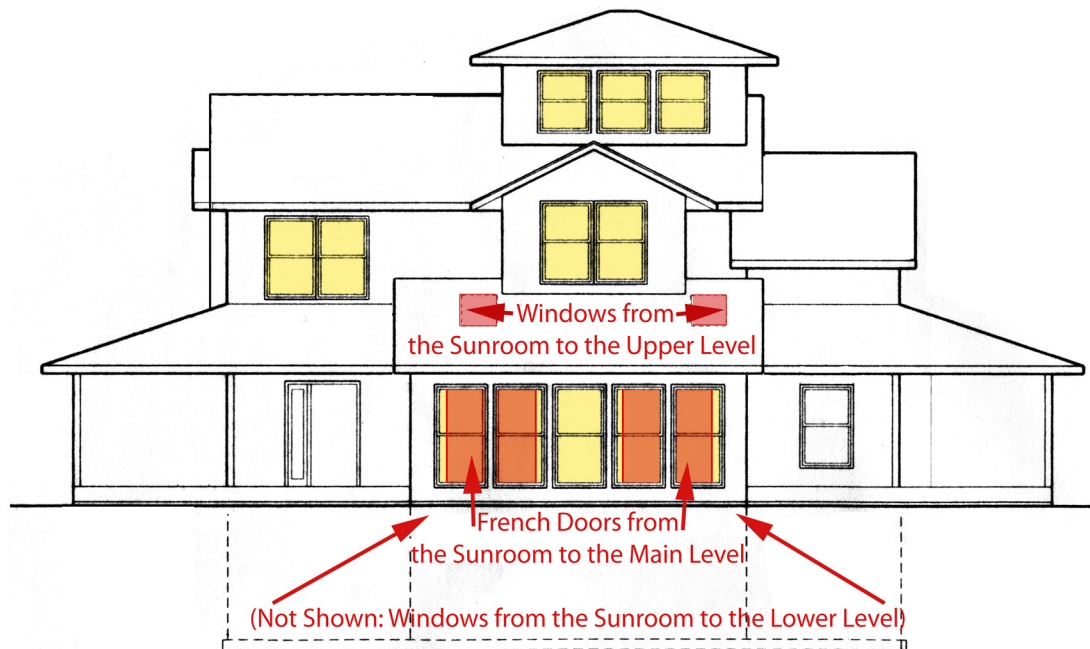 Windows from
the Sunroom to the Upper Level
French Doors from
the Sunroom to the Main Level
(Not Shown: Windows from the Sunroom to the Lower Level)